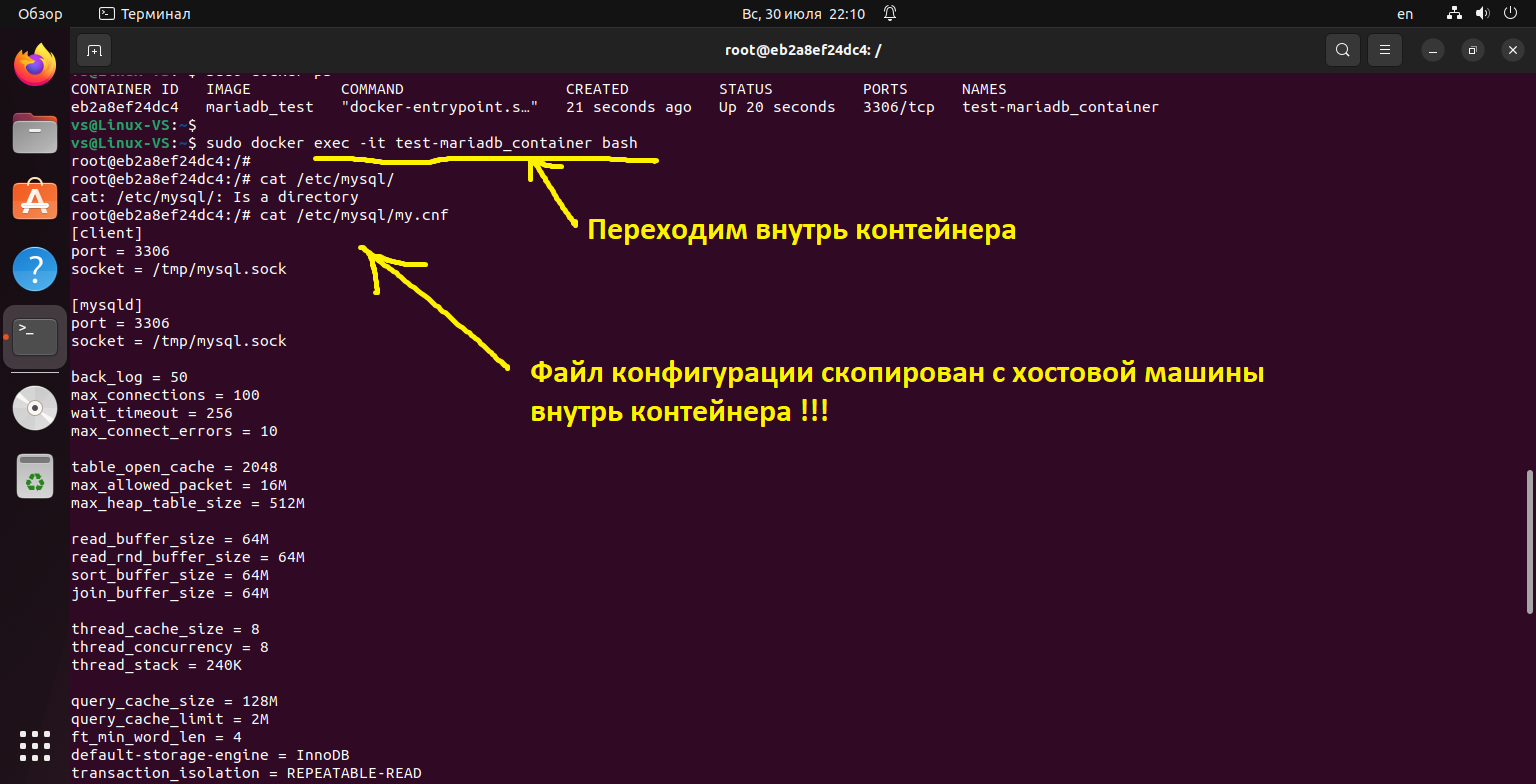 Обзор
Терминал
Вс, 30 июля 22:10
en
root@eb2a8ef24dc4: /
CONTAINER ID IMAGE COMMAND CREATED STATUS PORTS NAMES
eb2a8ef24dc4 mariadb_test "docker-entrypoint.s…" 21 seconds ago Up 20 seconds 3306/tcp test-mariadb_container
vs@Linux-VS:~$
vs@Linux-VS:~$ sudo docker exec -it test-mariadb_container bash
root@eb2a8ef24dc4:/#
root@eb2a8ef24dc4:/# cat /etc/mysql/
cat: /etc/mysql/: Is a directory
root@eb2a8ef24dc4:/# cat /etc/mysql/my.cnf
Переходим внутрь контейнера
[client]
port = 3306
socket = /tmp/mysql.sock
[mysqld]
port = 3306
socket = /tmp/mysql.sock
Файл конфигурации скопирован с хостовой машины
внутрь контейнера !!!
back_log = 50
max_connections = 100
wait_timeout = 256
max_connect_errors = 10
table_open_cache = 2048
max_allowed_packet = 16M
max_heap_table_size = 512M
read_buffer_size = 64M
read_rnd_buffer_size = 64M
sort_buffer_size = 64M
join_buffer_size = 64M
thread_cache_size = 8
thread_concurrency = 8
thread_stack = 240K
query_cache_size = 128M
query_cache_limit = 2M
ft_min_word_len = 4
default-storage-engine = InnoDB
transaction_isolation = REPEATABLE-READ